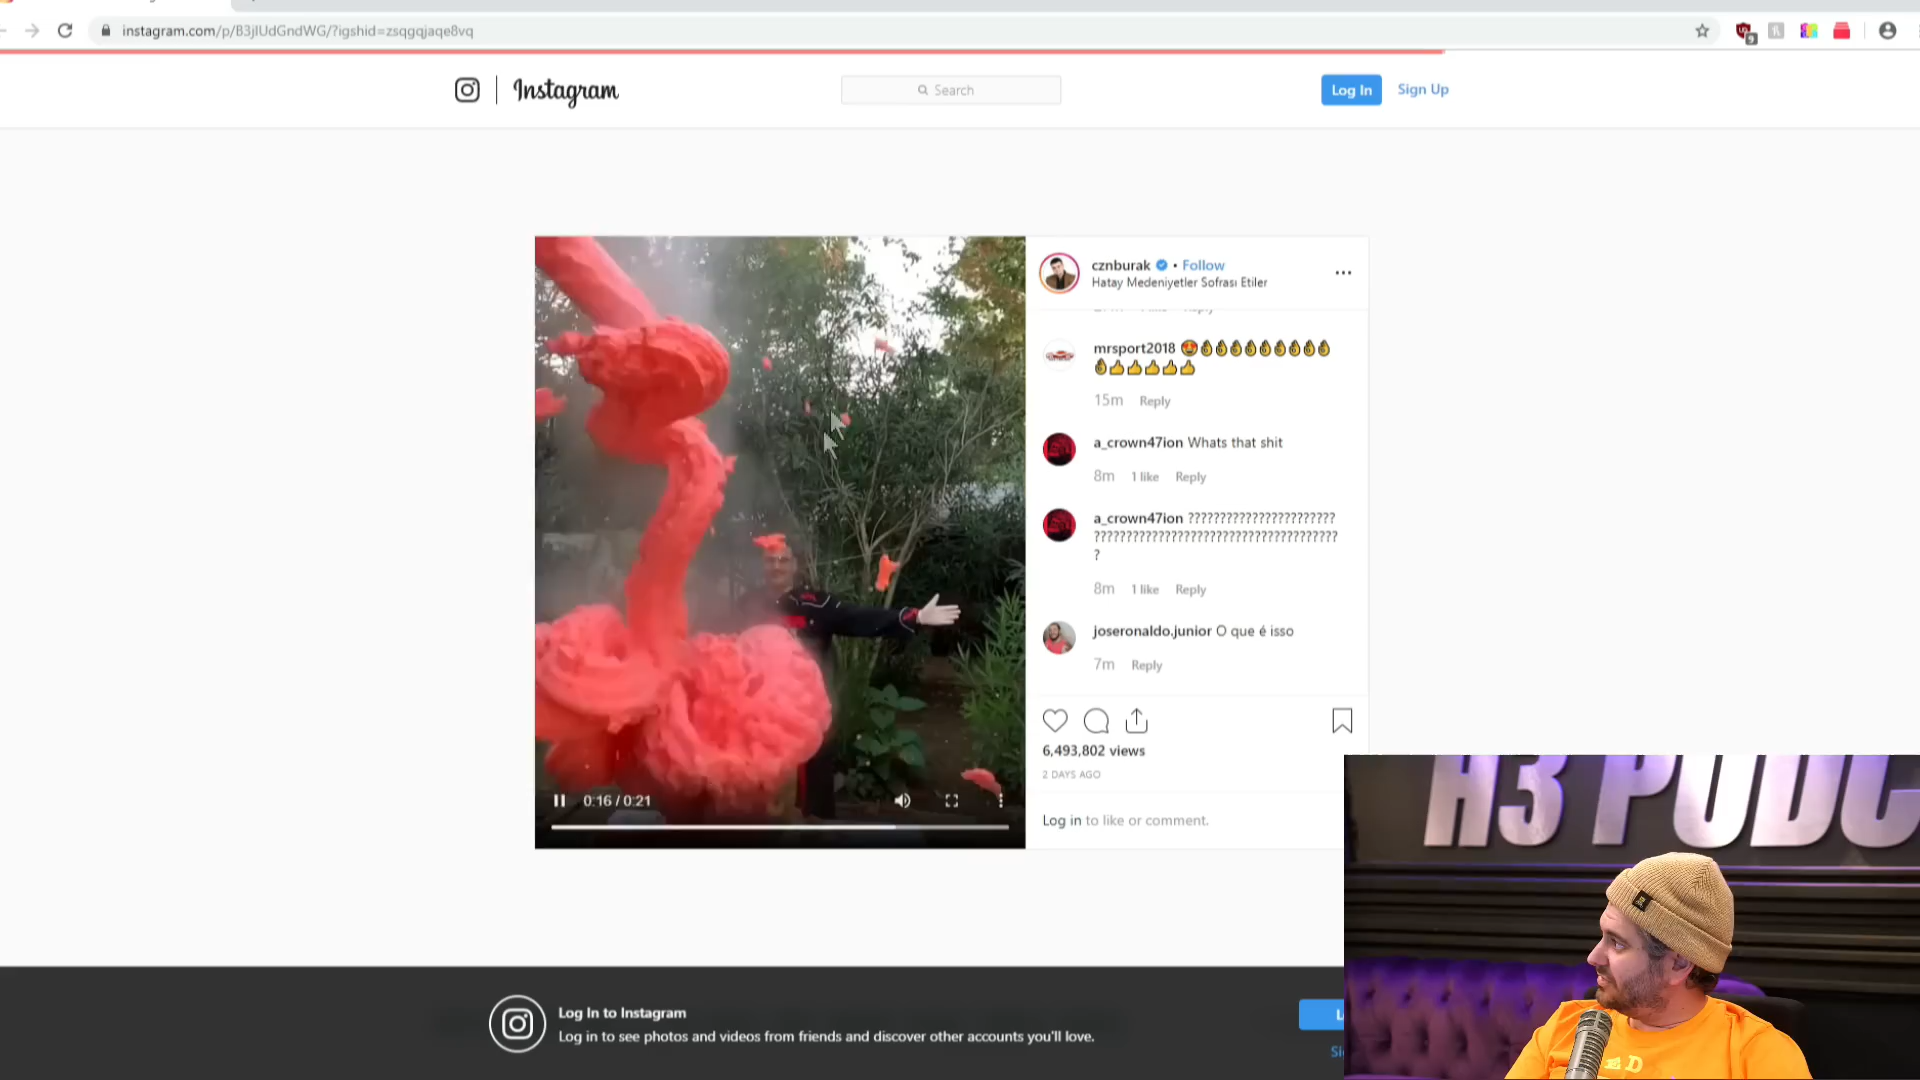 instagram.com/p/B3jIUdGndWG/?igshid=zsqgqjaqe8vq
9
Instagram
Search
Log In
Sign Up
cznburak • Follow
Hatay Medeniyetler Sofrası Etiler
mrsport2018 😍👌👌👌👌👌👌👌👌👌
👌👍👍👍👍👍
15m Reply
a_crown47ion Whats that shit
8m 1 like Reply
a_crown47ion ???????????????????????
??????????????????????????????????????
?
8m 1 like Reply
joseronaldo.junior O que é isso
7m Reply
6,493,802 views
2 DAYS AGO
Log in to like or comment.
0:16 / 0:21
H3 PODC
Log In to Instagram
Log in to see photos and videos from friends and discover other accounts you'll love.